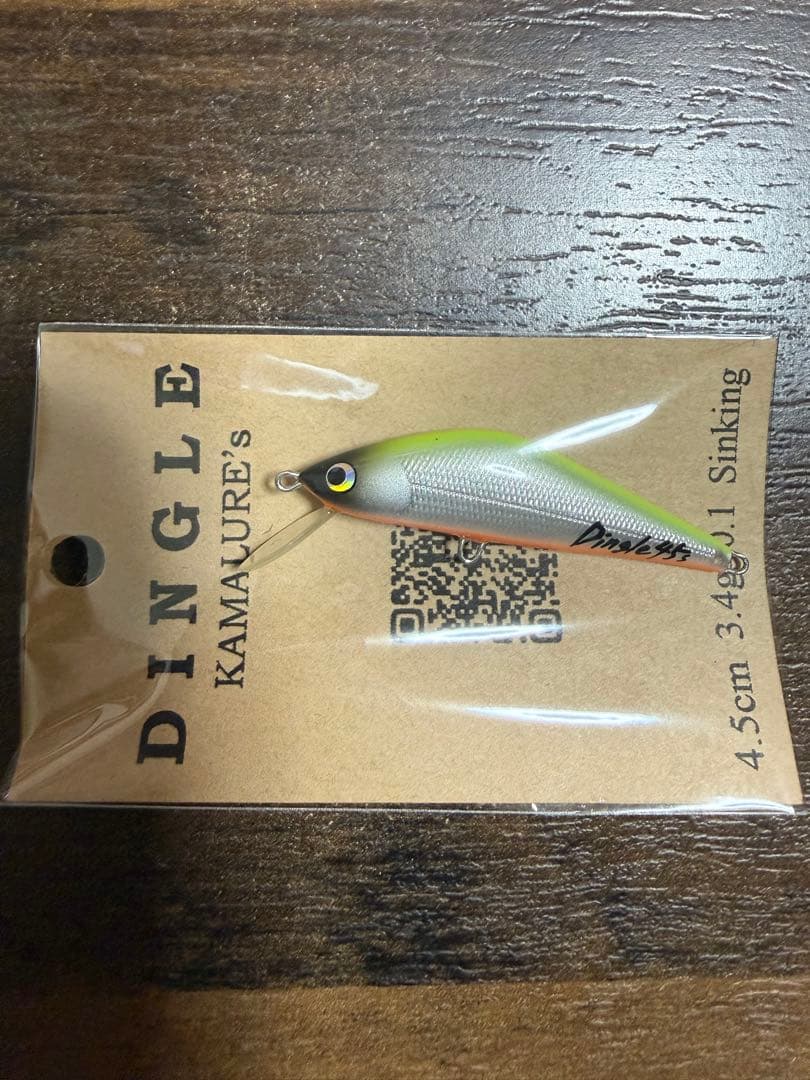 DINGLE
KAMALURE's
Dingle45s
4.5cm 3.4g 0.1 Sinking